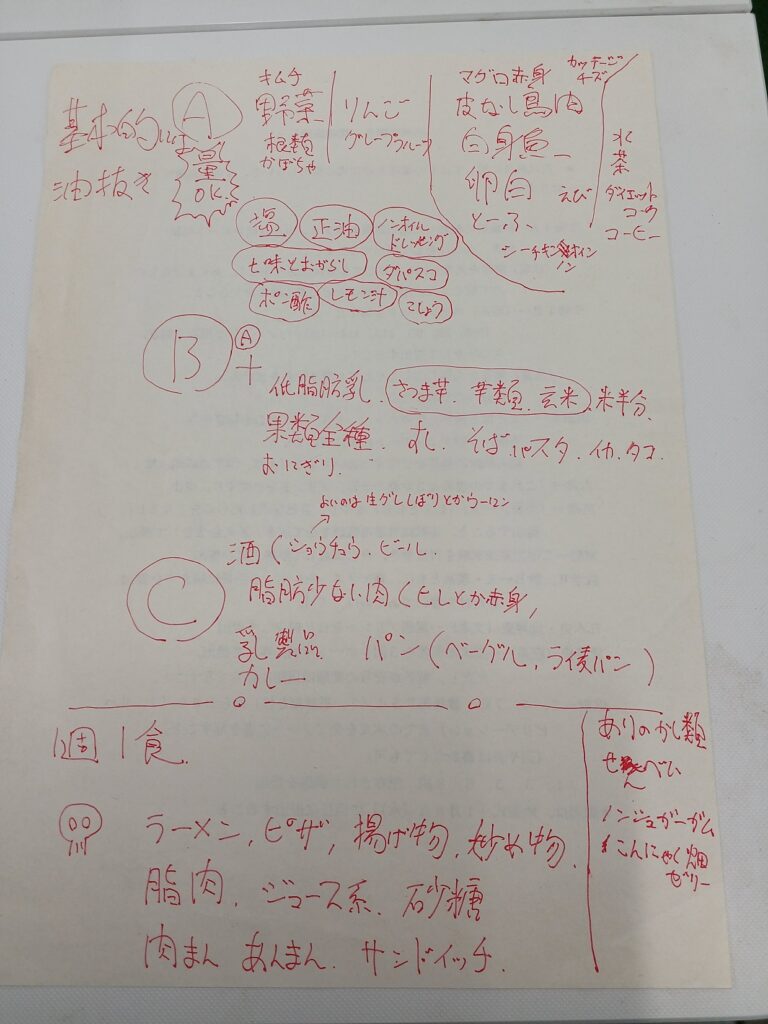 基本的に
油抜き
A
量
OK
キムチ
野菜
根類
かぼちゃ
りんご
グレープフルーツ
マグロ赤身
皮なし鳥肉
白身魚
卵白 えび
とーふ
シーチキン オイル
ノン
カッテージ
チーズ
水
茶
ダイエット
コーク
コーヒー
塩 正油 ノンオイル
ドレッシング
七味とおがらし タバスコ
ポン酢 レモン汁 こしょう
B
A
+
低脂肪乳. さつま芋. 芋類. 玄米. 米半分.
果類全種. すし. そば. パスタ. イカ. タコ.
おにぎり.
よいのは生グレしぼりとかウーロン
C
酒 (ショウチュウ. ビール.
脂肪少ない肉 (ヒレとか赤身,
乳製品. パン (ベーグル, ライ麦パン)
カレー
1週1食.
ラーメン, ピザ, 揚げ物, 炒め物.
脂肉. ジュース系. 砂糖
肉まん あんまん. サンドイッチ.
ありのかし類
せんべい
ノンシュガーガム
こんにゃく畑
ゼリー